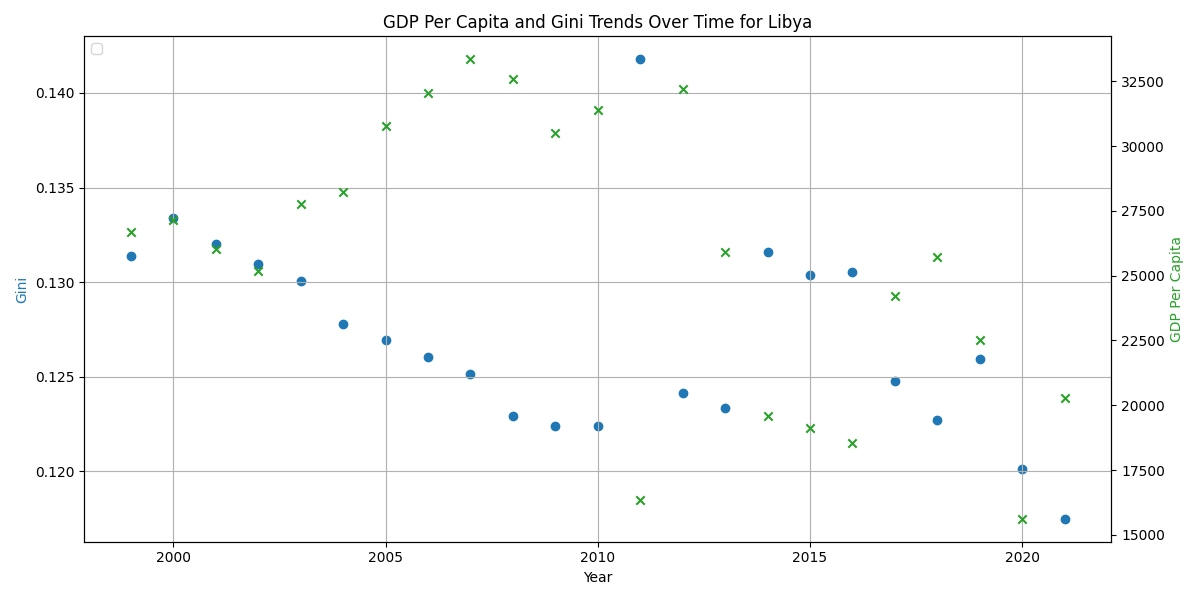 GDP Per Capita and Gini Trends Over Time for Libya
0.140
0.135
0.130
0.125
0.120
Gini
32500
30000
27500
25000
22500
20000
17500
15000
GDP Per Capita
2000 2005 2010 2015 2020
Year